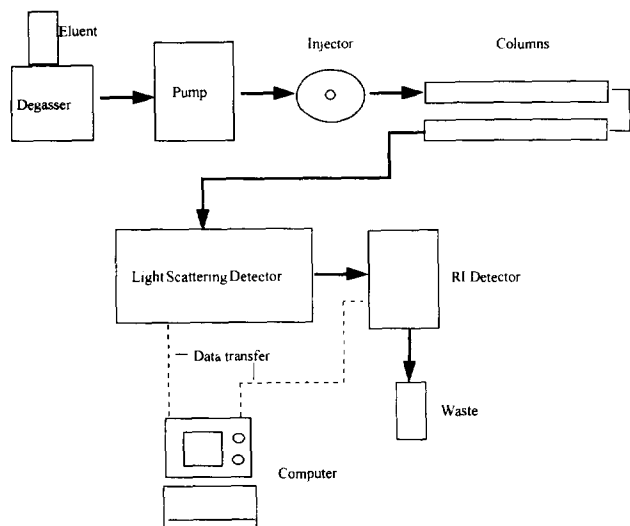 Eluent
Injector
Columns
Degasser
Pump
Light Scattering Detector
RI Detector
Data transfer
Waste
Computer